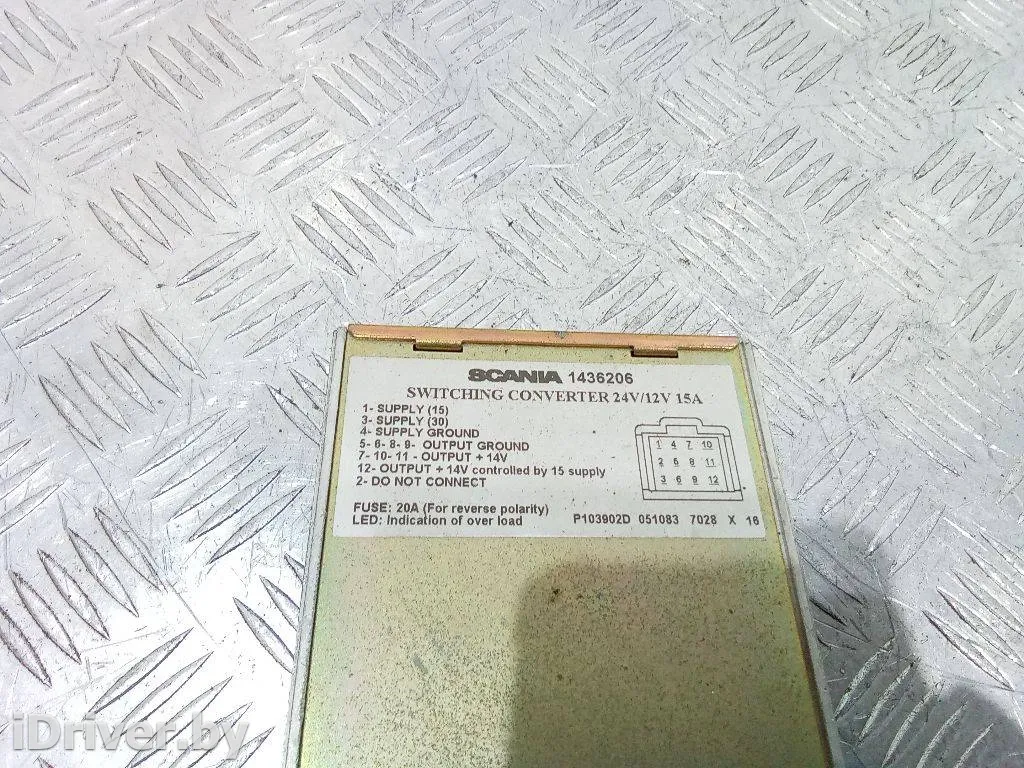 SCANIA 1436206
SWITCHING CONVERTER 24V/12V 15A
1- SUPPLY (15)
3- SUPPLY (30)
4- SUPPLY GROUND
5- 6- 8- 9- OUTPUT GROUND
7- 10- 11 - OUTPUT + 14V
12- OUTPUT + 14V controlled by 15 supply
2- DO NOT CONNECT
1 4 7 10
2 5 8 11
3 6 9 12
FUSE: 20A (For reverse polarity)
LED: Indication of over load
P103902D 051083 7028 X 16
iDriver.by